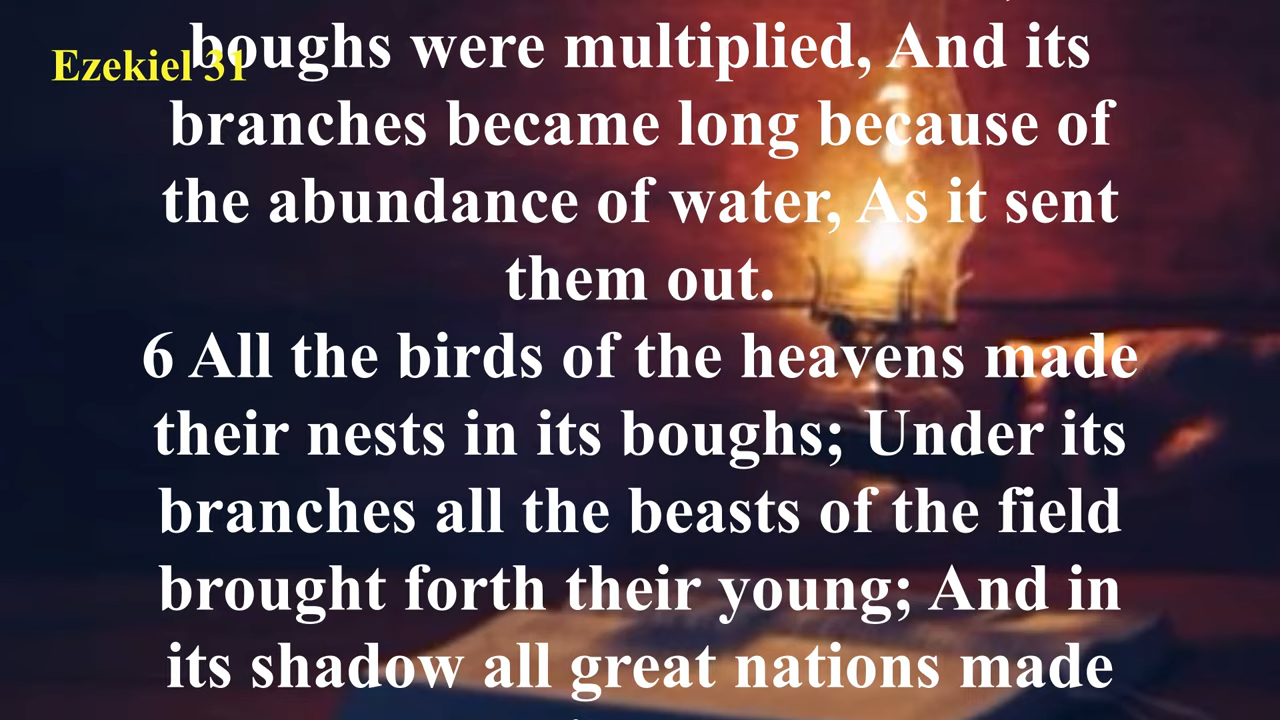 Ezekiel 31
boughs were multiplied, And its
branches became long because of
the abundance of water, As it sent
them out.
6 All the birds of the heavens made
their nests in its boughs; Under its
branches all the beasts of the field
brought forth their young; And in
its shadow all great nations made